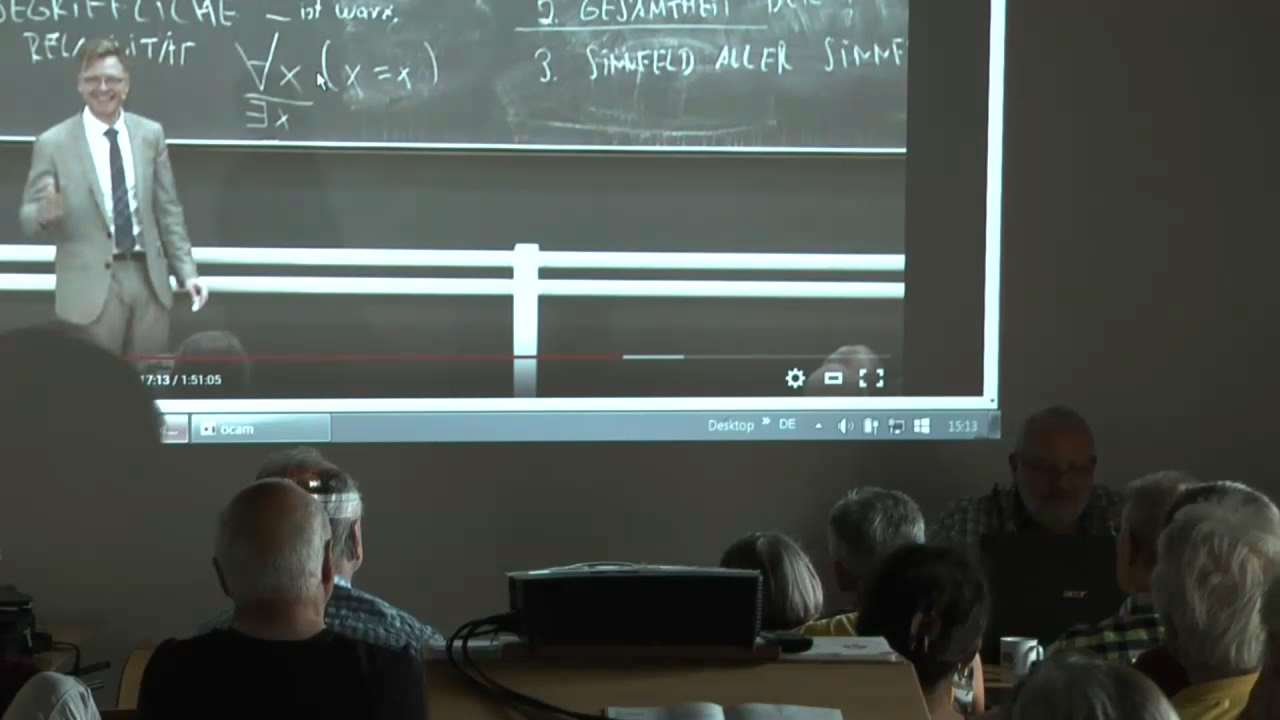 BEGRIFFLICHE _ ist wahr.
RELATIVITÄT
∀x (x = x)
∃x
2. GESAMTHEIT DER
3. SINNFELD ALLER SINNF
17:13 / 1:51:05
ocam
Desktop » DE 15:13
acer